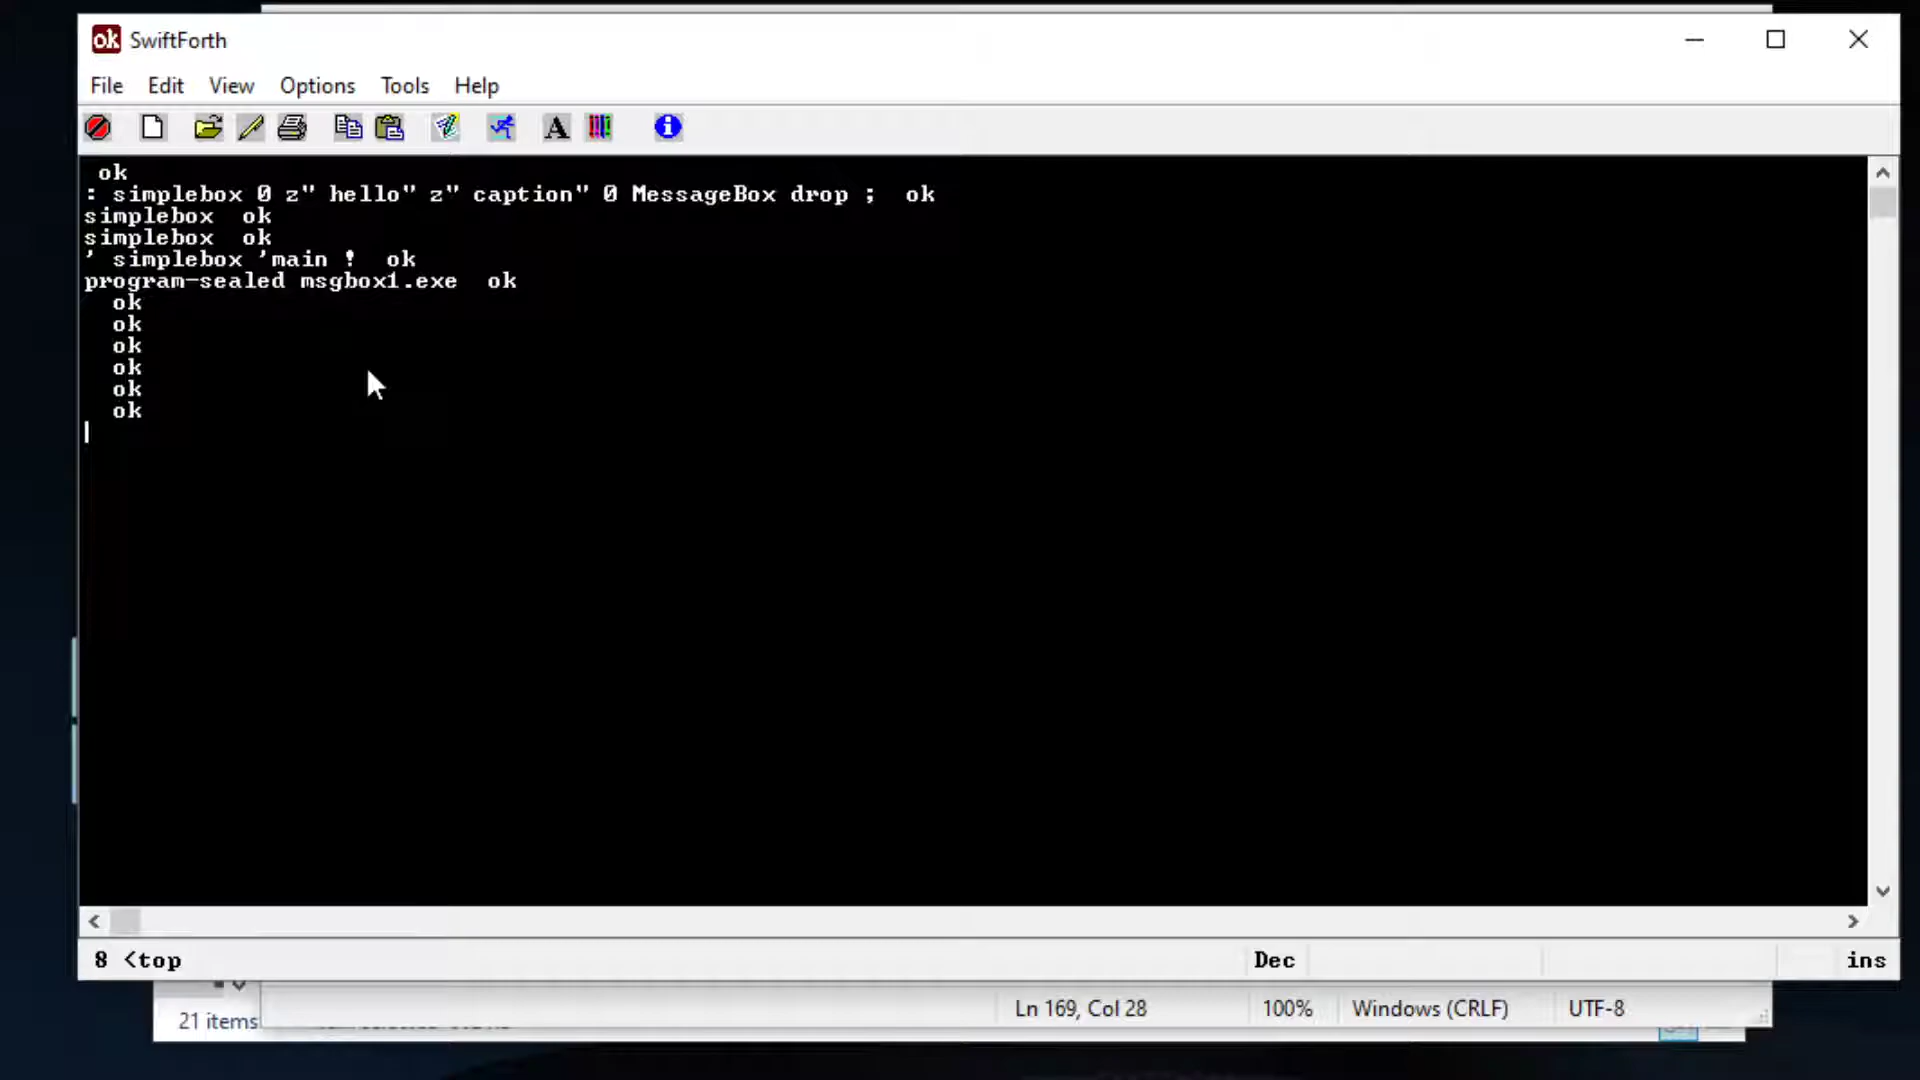 ok SwiftForth
File Edit View Options Tools Help
ok
: simplebox 0 z" hello" z" caption" 0 MessageBox drop ;  ok
simplebox  ok
simplebox  ok
' simplebox 'main !  ok
program-sealed msgbox1.exe  ok
ok
ok
ok
ok
ok
ok
8 <top Dec ins
Ln 169, Col 28 100% Windows (CRLF) UTF-8
21 items